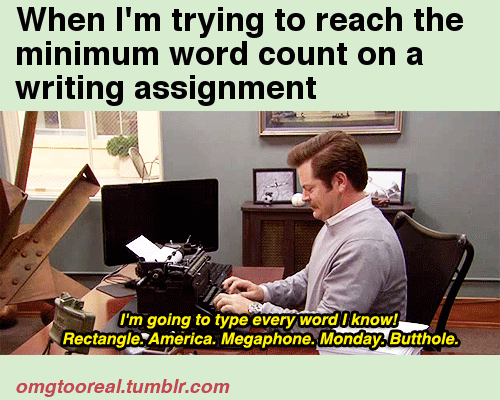 When I'm trying to reach the
minimum word count on a
writing assignment
I'm going to type every word I know!
Rectangle. America. Megaphone. Monday. Butthole.
omgtooreal.tumblr.com